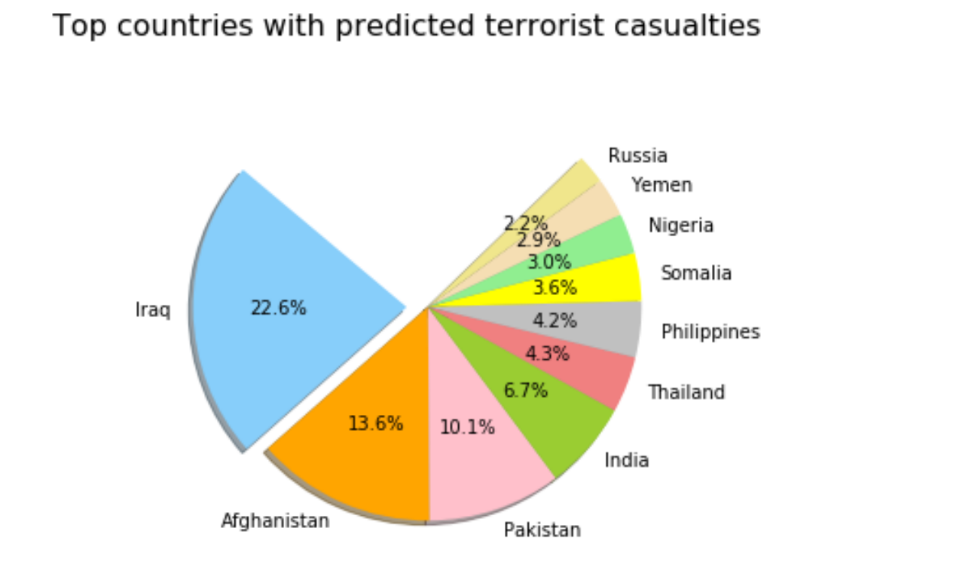 Top countries with predicted terrorist casualties
Russia
Yemen
2.2%
Nigeria
2.9%
3.0%
Somalia
3.6%
Iraq
22.6%
4.2%
Philippines
4.3%
6.7%
Thailand
13.6%
10.1%
India
Afghanistan
Pakistan